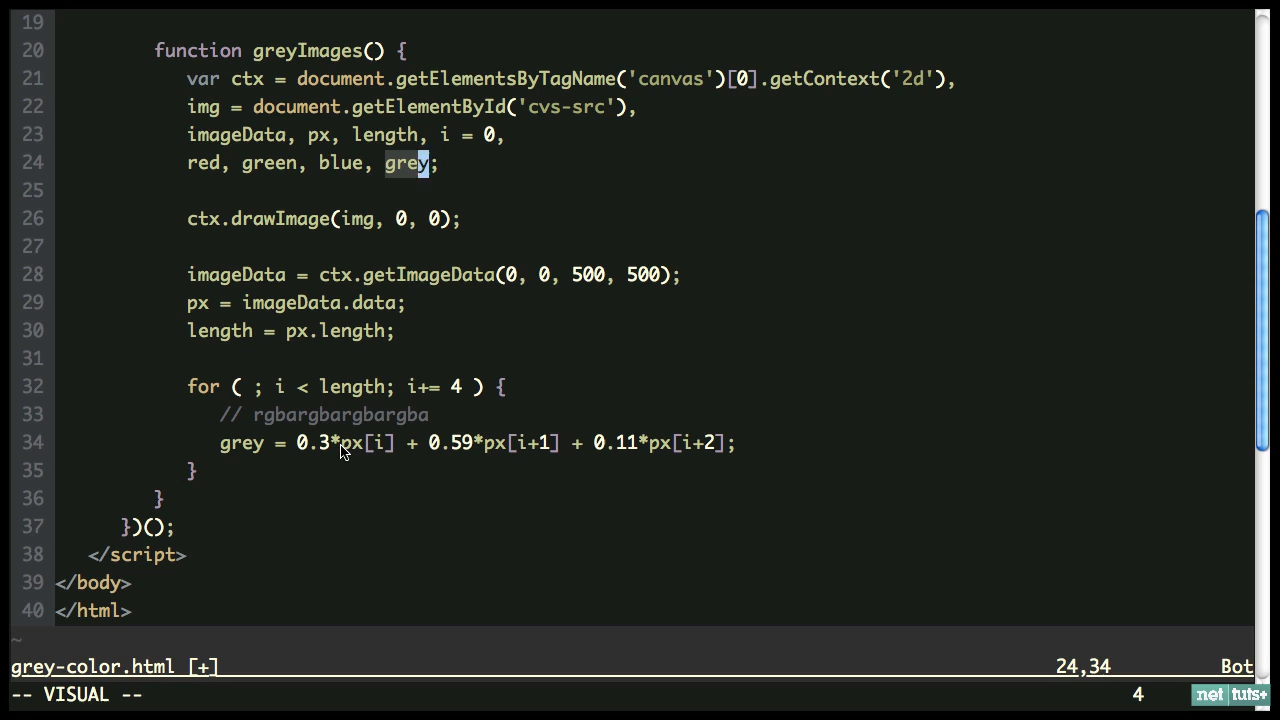 19
20 function greyImages() {
21 var ctx = document.getElementsByTagName('canvas')[0].getContext('2d'),
22 img = document.getElementById('cvs-src'),
23 imageData, px, length, i = 0,
24 red, green, blue, grey;
25
26 ctx.drawImage(img, 0, 0);
27
28 imageData = ctx.getImageData(0, 0, 500, 500);
29 px = imageData.data;
30 length = px.length;
31
32 for ( ; i < length; i+= 4 ) {
33 // rgbargbargbargba
34 grey = 0.3*px[i] + 0.59*px[i+1] + 0.11*px[i+2];
35 }
36 }
37 })();
38 </script>
39 </body>
40 </html>
~
grey-color.html [+] 24,34 Bot
-- VISUAL -- 4
net tuts+